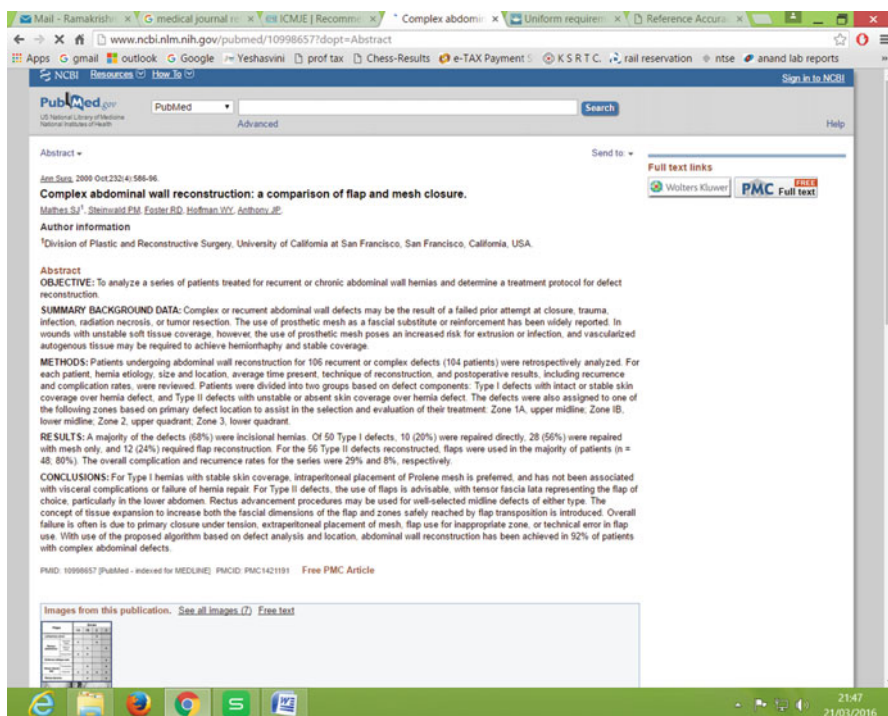 Mail - Ramakrishn
G medical journal re
ICMJE | Recomme
Complex abdomin
Uniform requirem
Reference Accura
www.ncbi.nlm.nih.gov/pubmed/10998657?dopt=Abstract
Apps G gmail outlook G Google Yeshasvini prof tax Chess-Results e-TAX Payment S K S R T C. rail reservation ntse anand lab reports
NCBI Resources How To Sign in to NCBI
PubMed.gov
US National Library of Medicine
National Institutes of Health
PubMed
Search
Advanced
Help
Abstract
Send to:
Full text links
Wolters Kluwer
PMC Full text
FREE
Ann Surg. 2000 Oct;232(4):586-96.
Complex abdominal wall reconstruction: a comparison of flap and mesh closure.
Mathes SJ1, Steinwald PM, Foster RD, Hoffman WY, Anthony JP.
Author information
1Division of Plastic and Reconstructive Surgery, University of California at San Francisco, San Francisco, California, USA.
Abstract
OBJECTIVE: To analyze a series of patients treated for recurrent or chronic abdominal wall hernias and determine a treatment protocol for defect
reconstruction.
SUMMARY BACKGROUND DATA: Complex or recurrent abdominal wall defects may be the result of a failed prior attempt at closure, trauma,
infection, radiation necrosis, or tumor resection. The use of prosthetic mesh as a fascial substitute or reinforcement has been widely reported. In
wounds with unstable soft tissue coverage, however, the use of prosthetic mesh poses an increased risk for extrusion or infection, and vascularized
autogenous tissue may be required to achieve herniorrhaphy and stable coverage.
METHODS: Patients undergoing abdominal wall reconstruction for 106 recurrent or complex defects (104 patients) were retrospectively analyzed. For
each patient, hernia etiology, size and location, average time present, technique of reconstruction, and postoperative results, including recurrence
and complication rates, were reviewed. Patients were divided into two groups based on defect components: Type I defects with intact or stable skin
coverage over hernia defect, and Type II defects with unstable or absent skin coverage over hernia defect. The defects were also assigned to one of
the following zones based on primary defect location to assist in the selection and evaluation of their treatment: Zone 1A, upper midline; Zone IB,
lower midline; Zone 2, upper quadrant; Zone 3, lower quadrant.
RESULTS: A majority of the defects (68%) were incisional hernias. Of 50 Type I defects, 10 (20%) were repaired directly, 28 (56%) were repaired
with mesh only, and 12 (24%) required flap reconstruction. For the 56 Type II defects reconstructed, flaps were used in the majority of patients (n =
48; 80%). The overall complication and recurrence rates for the series were 29% and 8%, respectively.
CONCLUSIONS: For Type I hernias with stable skin coverage, intraperitoneal placement of Prolene mesh is preferred, and has not been associated
with visceral complications or failure of hernia repair. For Type II defects, the use of flaps is advisable, with tensor fascia lata representing the flap of
choice, particularly in the lower abdomen. Rectus advancement procedures may be used for well-selected midline defects of either type. The
concept of tissue expansion to increase both the fascial dimensions of the flap and zones safely reached by flap transposition is introduced. Overall
failure is often is due to primary closure under tension, extraperitoneal placement of mesh, flap use for inappropriate zone, or technical error in flap
use. With use of the proposed algorithm based on defect analysis and location, abdominal wall reconstruction has been achieved in 92% of patients
with complex abdominal defects.
PMID: 10998657 [PubMed - indexed for MEDLINE] PMCID: PMC1421191 Free PMC Article
Images from this publication. See all images (7) Free text
21:47
21/03/2016